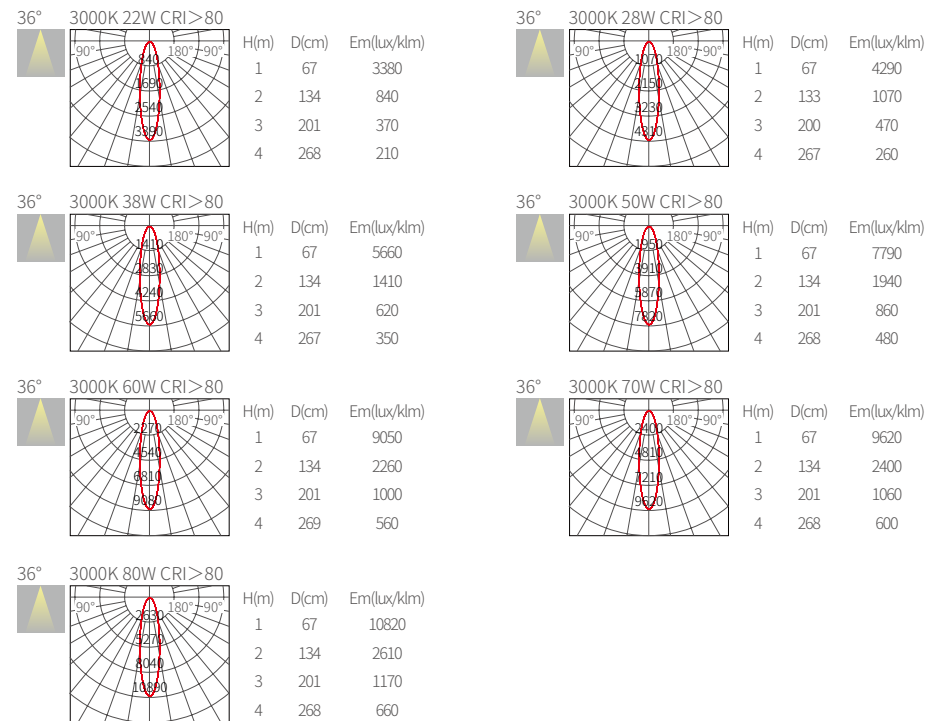 36° 3000K 22W CRI>80
90° 180° 90°
840
1690
2540
3390
H(m) D(cm) Em(lux/klm)
1 67 3380
2 134 840
3 201 370
4 268 210
36° 3000K 28W CRI>80
90° 180° 90°
1070
2150
3230
4310
H(m) D(cm) Em(lux/klm)
1 67 4290
2 133 1070
3 200 470
4 267 260
36° 3000K 38W CRI>80
90° 180° 90°
1410
2830
4240
5660
H(m) D(cm) Em(lux/klm)
1 67 5660
2 134 1410
3 201 620
4 267 350
36° 3000K 50W CRI>80
90° 180° 90°
1950
3910
5870
7820
H(m) D(cm) Em(lux/klm)
1 67 7790
2 134 1940
3 201 860
4 268 480
36° 3000K 60W CRI>80
90° 180° 90°
2270
4540
6810
9080
H(m) D(cm) Em(lux/klm)
1 67 9050
2 134 2260
3 201 1000
4 269 560
36° 3000K 70W CRI>80
90° 180° 90°
2400
4810
7210
9620
H(m) D(cm) Em(lux/klm)
1 67 9620
2 134 2400
3 201 1060
4 268 600
36° 3000K 80W CRI>80
90° 180° 90°
2630
5270
8040
10890
H(m) D(cm) Em(lux/klm)
1 67 10820
2 134 2610
3 201 1170
4 268 660